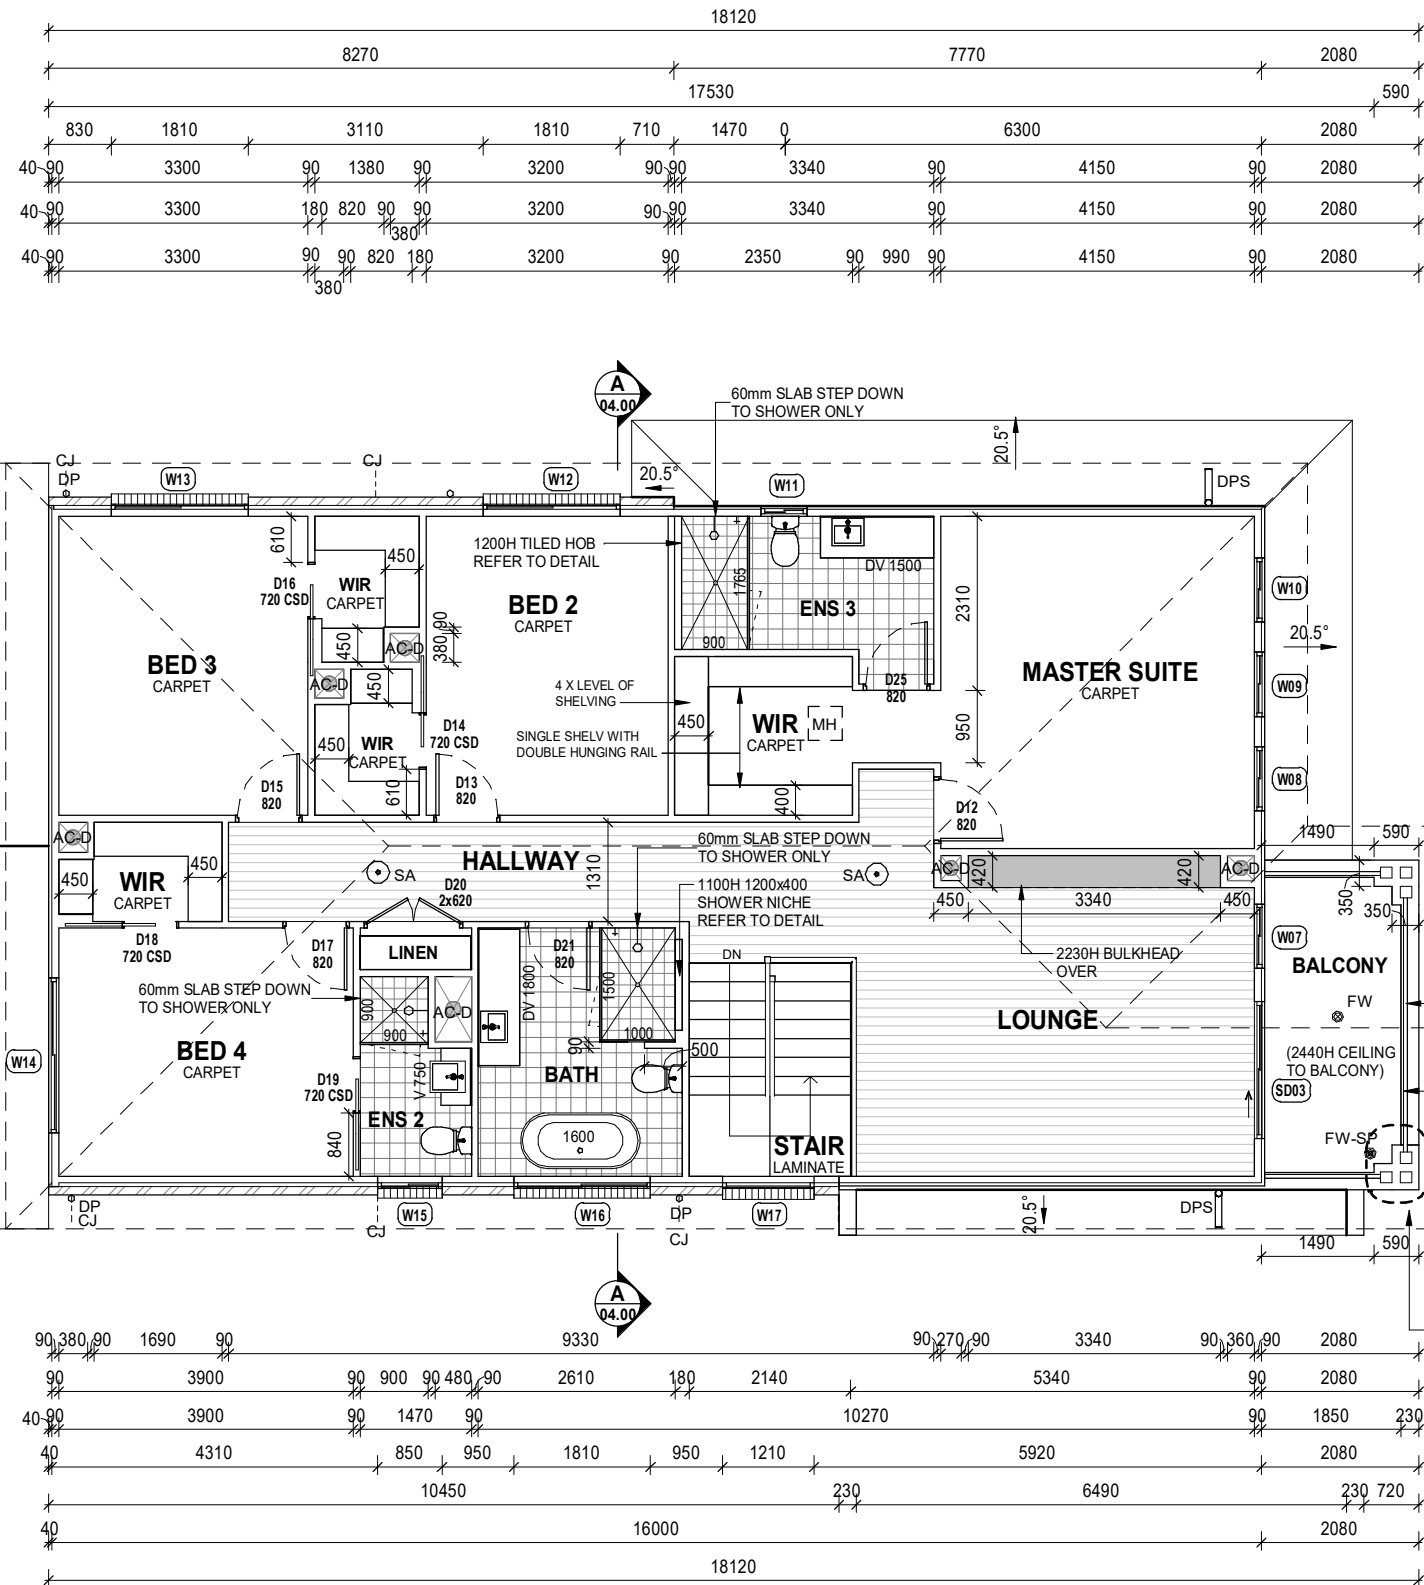 18120
8270 7770 2080
17530 590
830 1810 3110 1810 710 1470 0 6300 2080
40 90 3300 90 1380 90 3200 90 90 3340 90 4150 90 2080
40 90 3300 180 820 90 90 3200 90 90 3340 90 4150 90 2080
380
40 90 3300 90 90 820 180 3200 90 2350 90 990 90 4150 90 2080
380
A
04.00
60mm SLAB STEP DOWN
TO SHOWER ONLY
20.5°
CJ
DP
W13
CJ
W12
20.5°
W11
DPS
610
450
1200H TILED HOB
REFER TO DETAIL
1765
DV 1500
D16
720 CSD
WIR
CARPET
BED 2
CARPET
ENS 3
2310
W10
90
380
450
AC-D
900
20.5°
BED 3
CARPET
MASTER SUITE
CARPET
AC-D
450
4 X LEVEL OF
SHELVING
D25
820
W09
450
WIR
CARPET
MH
950
SINGLE SHELV WITH
DOUBLE HUNGING RAIL
D14
720 CSD
450
WIR
CARPET
D15
820
610
D13
820
400
D12
820
W08
1490 590
AC-D
60mm SLAB STEP DOWN
TO SHOWER ONLY
HALLWAY
1310
SA
SA
AC-D
420
420
AC-D
450
450
WIR
CARPET
D20
2x620
1100H 1200x400
SHOWER NICHE
REFER TO DETAIL
450 3340 450
350
350
D18
720 CSD
D17
820
LINEN
D21
820
DN
2230H BULKHEAD
OVER
W07
BALCONY
60mm SLAB STEP DOWN
TO SHOWER ONLY
900
900
AC-D
DV 1800
1500
1000
FW
LOUNGE
W14
BED 4
CARPET
90
500
(2440H CEILING
TO BALCONY)
D19
720 CSD
V 750
BATH
SD03
ENS 2
840
1600
STAIR
LAMINATE
FW-SP
DP
CJ
W15
CJ
W16
DP
CJ
W17
20.5°
DPS
1490 590
A
04.00
90 380 90 1690 90 9330 90 270 90 3340 90 360 90 2080
90 3900 90 900 90 480 90 2610 180 2140 5340 90 2080
40 90 3900 90 1470 90 10270 90 1850 230
40 4310 850 950 1810 950 1210 5920 2080
10450 230 6490 230 720
40 16000 2080
18120